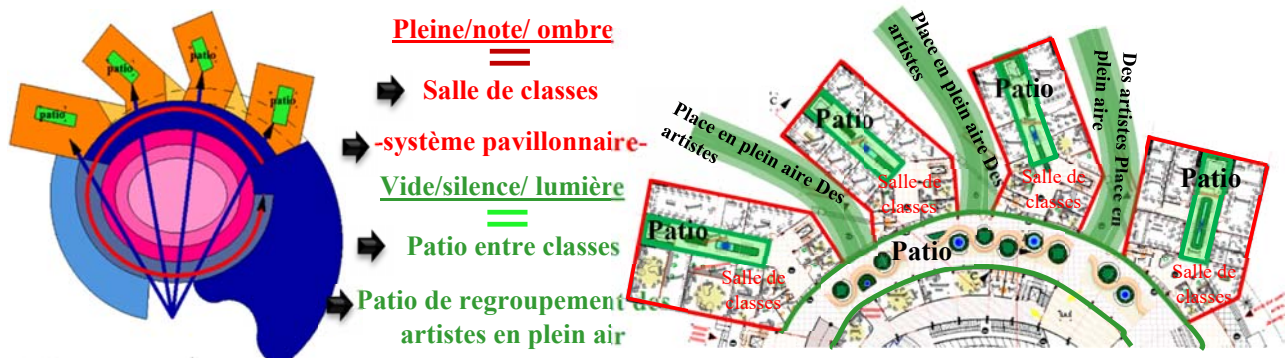 patio
patio
patio
patio
Pleine/note/ ombre
Salle de classes
-système pavillonnaire-
Vide/silence/ lumière
Patio entre classes
Patio de regroupement des
artistes en plein air
Place en plein aire Des
artistes
Place en plein aire Des
artistes
Des artistes Place en
plein aire
Patio
Patio
Patio
Patio
Patio
Salle de
classes
Salle de
classes
Salle de
classes
Salle de
classes